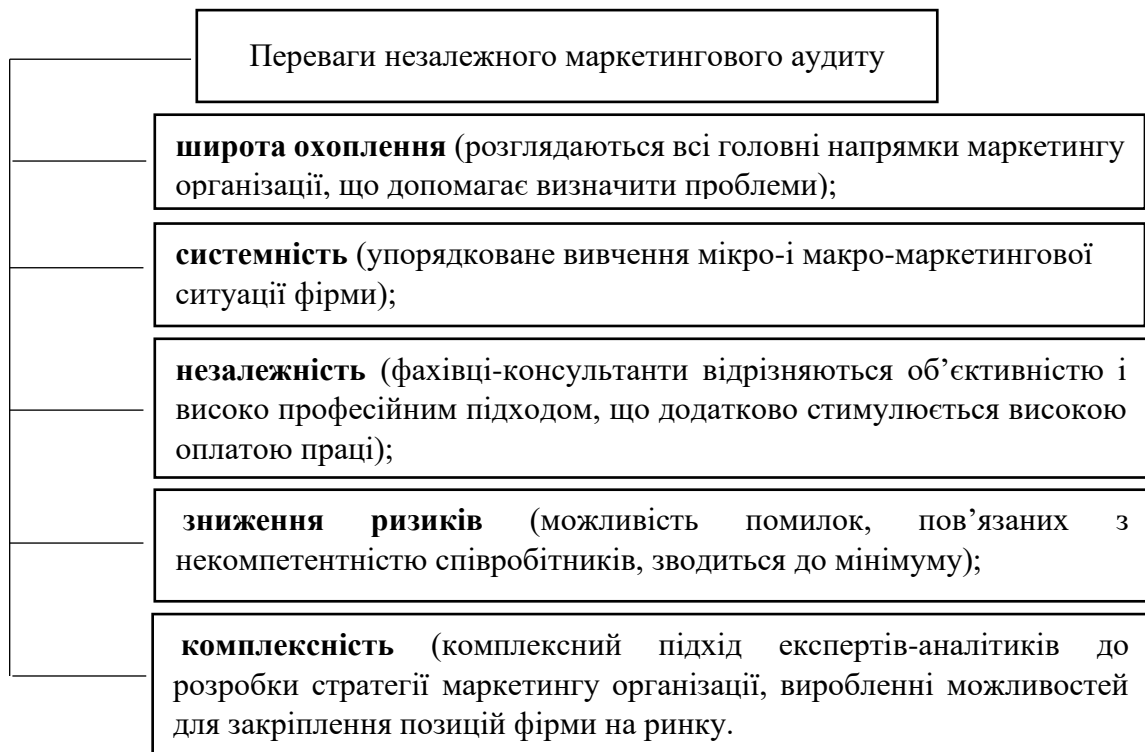 Переваги незалежного маркетингового аудиту
широта охоплення (розглядаються всі головні напрямки маркетингу
організації, що допомагає визначити проблеми);
системність (упорядковане вивчення мікро-і макро-маркетингової
ситуації фірми);
незалежність (фахівці-консультанти відрізняються об’єктивністю і
високо професійним підходом, що додатково стимулюється високою
оплатою праці);
зниження ризиків (можливість помилок, пов’язаних з
некомпетентністю співробітників, зводиться до мінімуму);
комплексність (комплексний підхід експертів-аналітиків до
розробки стратегії маркетингу організації, виробленні можливостей
для закріплення позицій фірми на ринку.